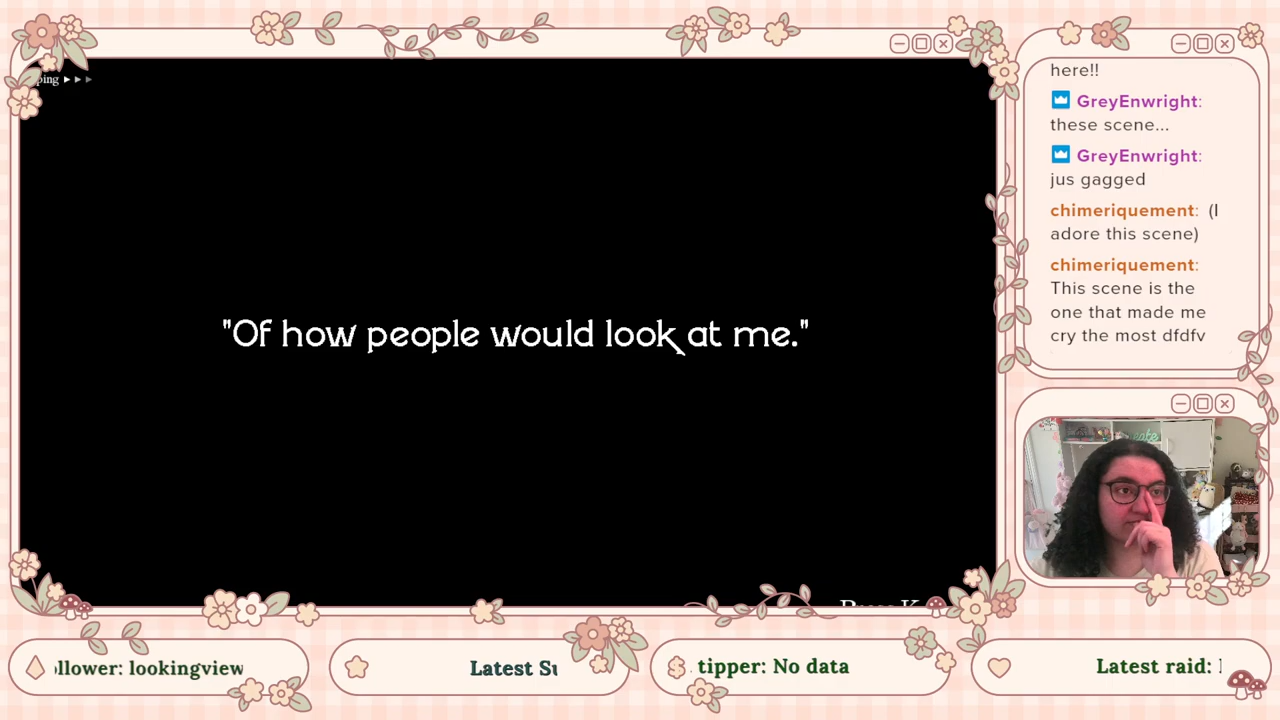 "Of how people would look at me."
here!!
GreyEnwright:
these scene...
GreyEnwright:
jus gagged
chimeriquement: (I
adore this scene)
chimeriquement:
This scene is the
one that made me
cry the most dfdfv
ollower: lookingview
Latest Su
tipper: No data
Latest raid: